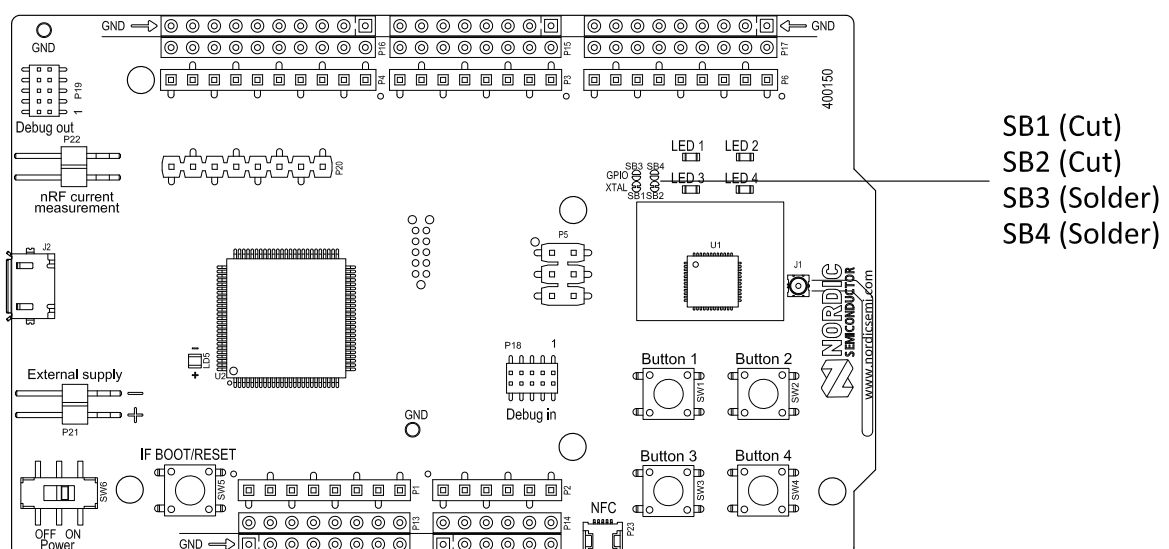 GND
GND
P16
P15
GND
P17
P4
P3
P6
400150
P19
1
Debug out
P22
nRF current
measurement
P20
LED 1
LED 2
SB3 SB4
GPIO
XTAL
SB1 SB2
LED 3
LED 4
SB1 (Cut)
SB2 (Cut)
SB3 (Solder)
SB4 (Solder)
J2
P5
U1
J1
NORDIC
SEMICONDUCTOR
www.nordicsemi.com
- 
+
LD5
U2
P18
1
Debug in
Button 1
SW1
Button 2
SW2
External supply
-
+
P21
GND
IF BOOT/RESET
SW5
Button 3
SW3
Button 4
SW4
SW6
OFF ON
Power
P1
P2
P13
P14
GND
NFC
P23